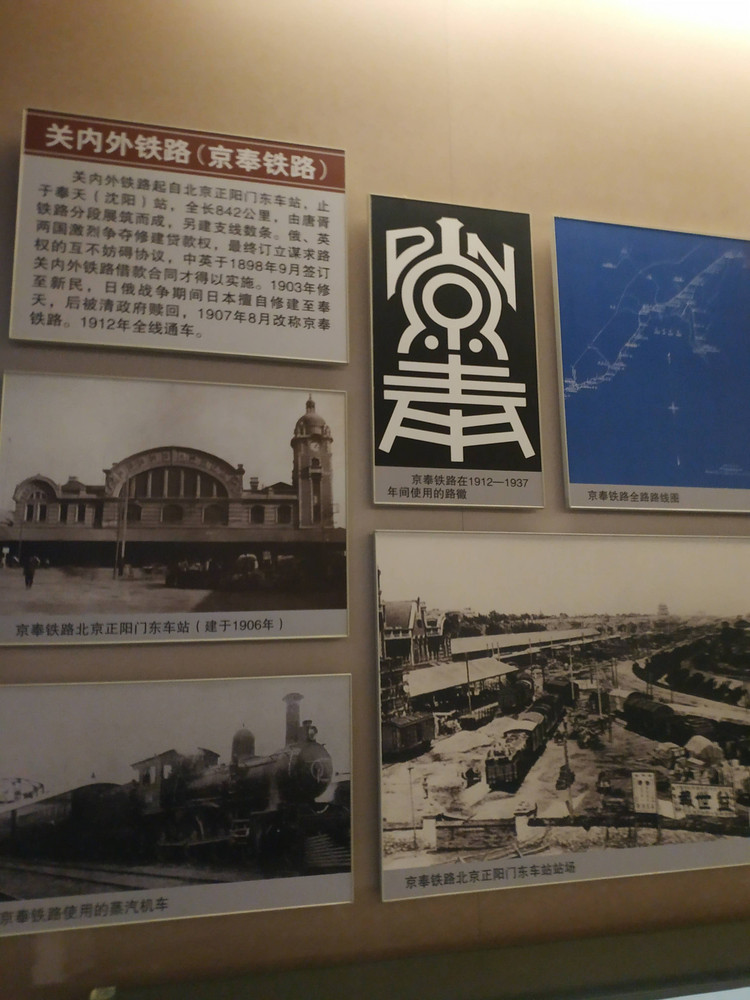 关内外铁路（京奉铁路）
关内外铁路起自北京正阳门东车站，止
于奉天（沈阳）站，全长842公里，由唐胥
铁路分段展筑而成，另建支线数条。俄、英
两国激烈争夺修建贷款权，最终订立谋求路
权的互不妨碍协议，中英于1898年9月签订
关内外铁路借款合同才得以实施。1903年修
至新民，日俄战争期间日本擅自修建至奉
天，后被清政府赎回，1907年8月改称京奉
铁路。1912年全线通车。
京奉
京奉铁路在1912—1937
年间使用的路徽
京奉铁路全路路线图
京奉铁路北京正阳门东车站（建于1906年）
京奉铁路使用的蒸汽机车
京奉铁路北京正阳门东车站站场